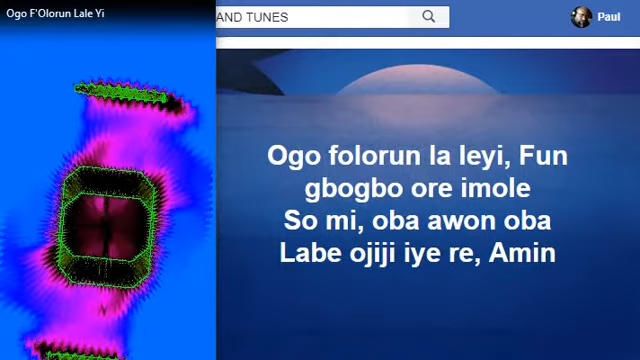 Ogo F'Olorun Lale Yi
AND TUNES
Paul
Ogo folorun la leyi, Fun
gbogbo ore imole
So mi, oba awon oba
Labe ojiji iye re, Amin